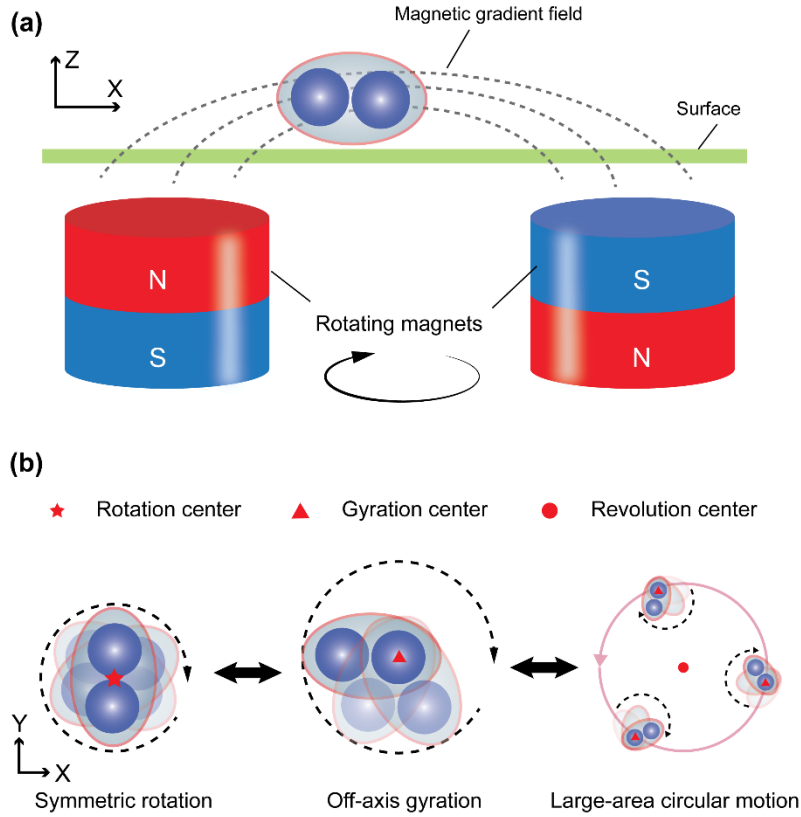 (a)
Magnetic gradient field
Z
X
Surface
N
S
S
N
Rotating magnets
(b)
Rotation center
Gyration center
Revolution center
Y
X
Symmetric rotation
Off-axis gyration
Large-area circular motion